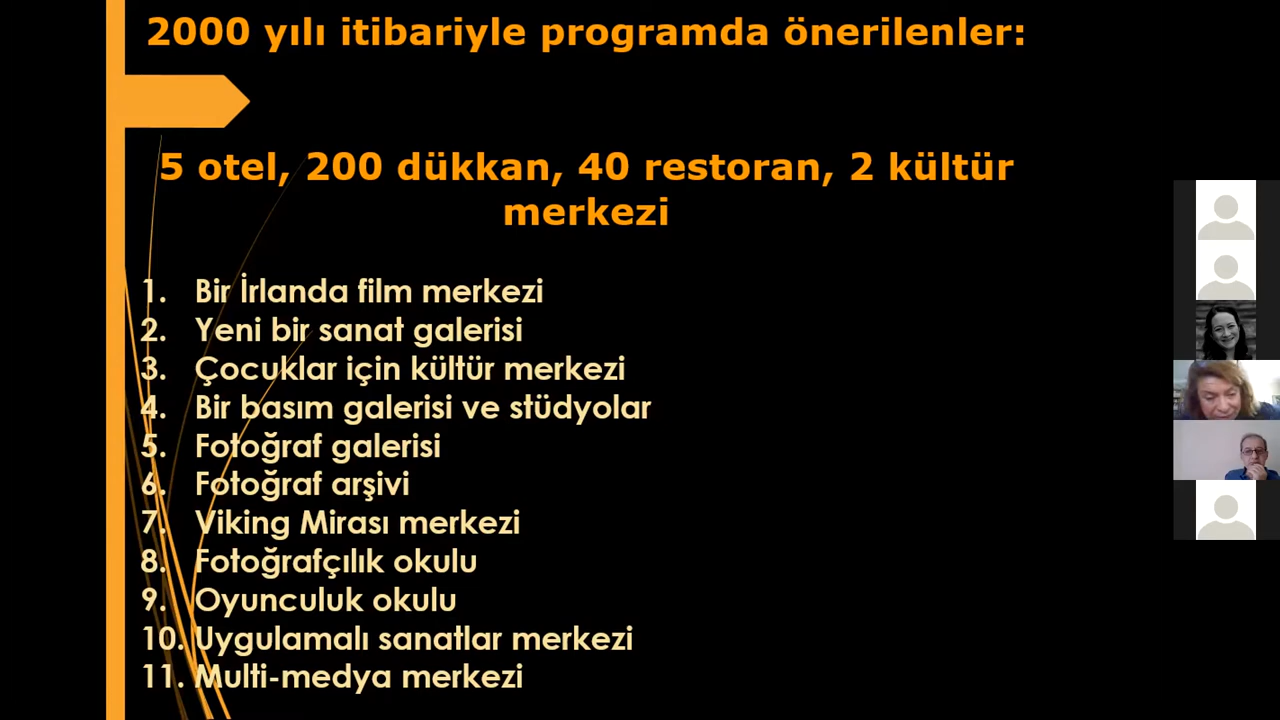 2000 yılı itibariyle programda önerilenler:
5 otel, 200 dükkan, 40 restoran, 2 kültür
merkezi
1. Bir İrlanda film merkezi
2. Yeni bir sanat galerisi
3. Çocuklar için kültür merkezi
4. Bir basım galerisi ve stüdyolar
5. Fotoğraf galerisi
6. Fotoğraf arşivi
7. Viking Mirası merkezi
8. Fotoğrafçılık okulu
9. Oyunculuk okulu
10. Uygulamalı sanatlar merkezi
11. Multi-medya merkezi